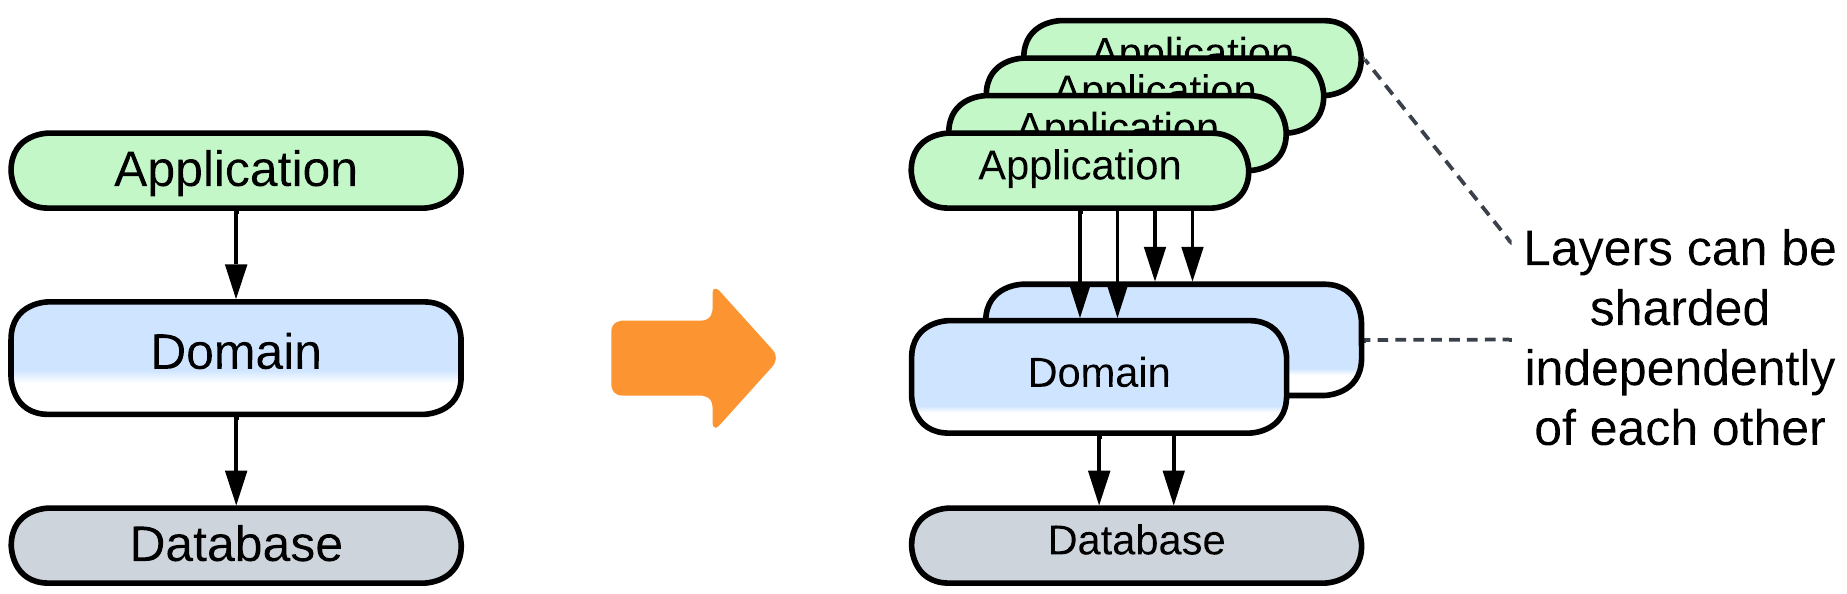 Application
Domain
Database
Application
Application
Application
Application
Domain
Database
Layers can be
sharded
independently
of each other